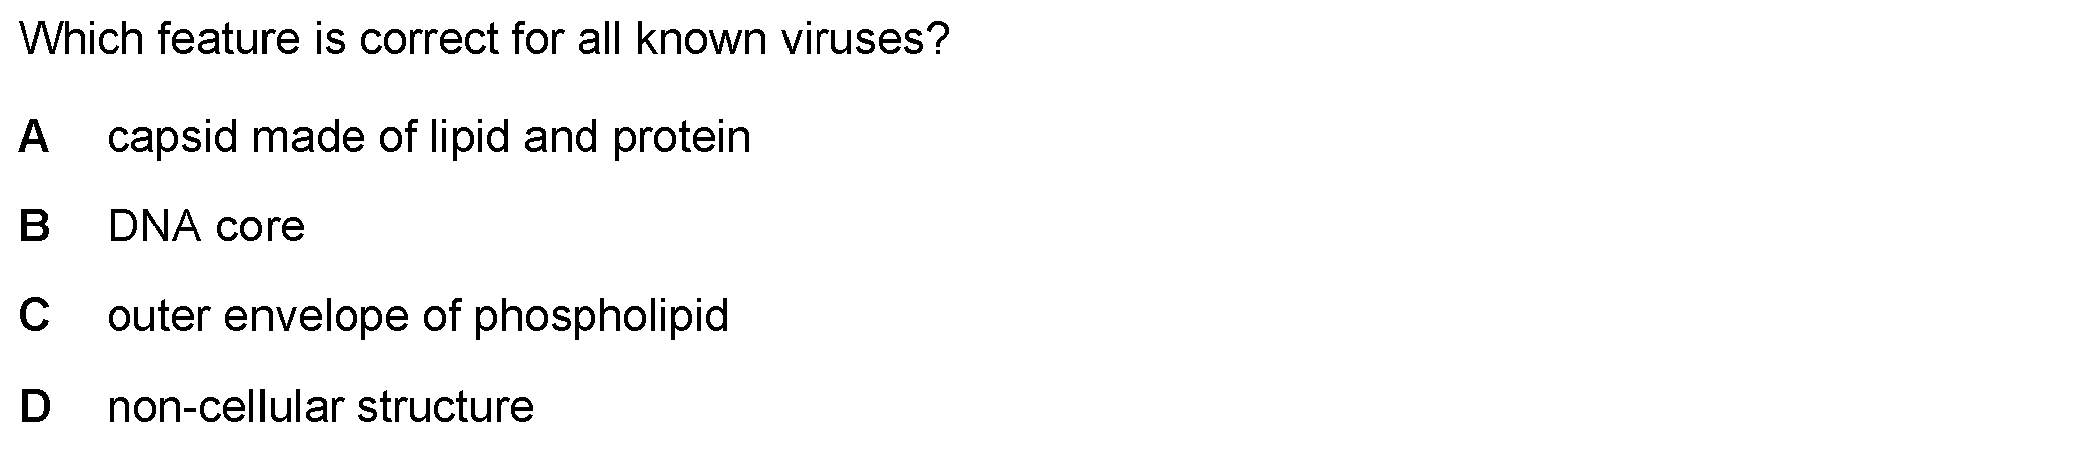 Which feature is correct for all known viruses?
A capsid made of lipid and protein
B DNA core
C outer envelope of phospholipid
D non-cellular structure